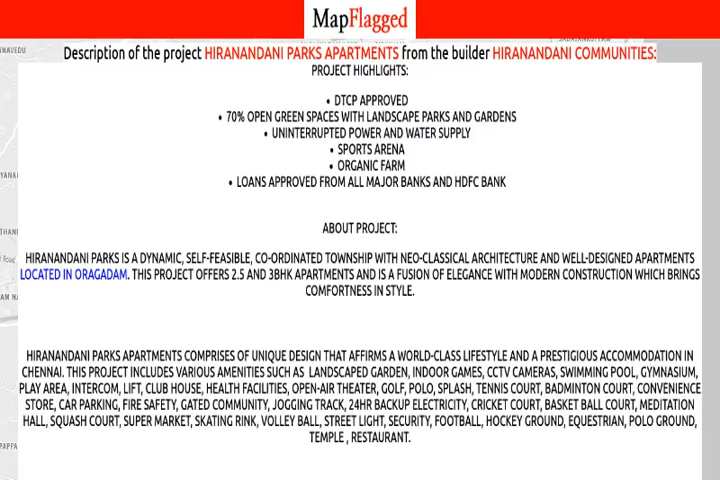 MapFlagged
NNAVEDU
Description of the project HIRANANDANI PARKS APARTMENTS from the builder HIRANANDANI COMMUNITIES:
PROJECT HIGHLIGHTS:
• DTCP APPROVED
• 70% OPEN GREEN SPACES WITH LANDSCAPE PARKS AND GARDENS
• UNINTERRUPTED POWER AND WATER SUPPLY
• SPORTS ARENA
• ORGANIC FARM
• LOANS APPROVED FROM ALL MAJOR BANKS AND HDFC BANK
ABOUT PROJECT:
HIRANANDANI PARKS IS A DYNAMIC, SELF-FEASIBLE, CO-ORDINATED TOWNSHIP WITH NEO-CLASSICAL ARCHITECTURE AND WELL-DESIGNED APARTMENTS
LOCATED IN ORAGADAM. THIS PROJECT OFFERS 2.5 AND 3BHK APARTMENTS AND IS A FUSION OF ELEGANCE WITH MODERN CONSTRUCTION WHICH BRINGS
COMFORTNESS IN STYLE.
HIRANANDANI PARKS APARTMENTS COMPRISES OF UNIQUE DESIGN THAT AFFIRMS A WORLD-CLASS LIFESTYLE AND A PRESTIGIOUS ACCOMMODATION IN
CHENNAI. THIS PROJECT INCLUDES VARIOUS AMENITIES SUCH AS LANDSCAPED GARDEN, INDOOR GAMES, CCTV CAMERAS, SWIMMING POOL, GYMNASIUM,
PLAY AREA, INTERCOM, LIFT, CLUB HOUSE, HEALTH FACILITIES, OPEN-AIR THEATER, GOLF, POLO, SPLASH, TENNIS COURT, BADMINTON COURT, CONVENIENCE
STORE, CAR PARKING, FIRE SAFETY, GATED COMMUNITY, JOGGING TRACK, 24HR BACKUP ELECTRICITY, CRICKET COURT, BASKET BALL COURT, MEDITATION
HALL, SQUASH COURT, SUPER MARKET, SKATING RINK, VOLLEY BALL, STREET LIGHT, SECURITY, FOOTBALL, HOCKEY GROUND, EQUESTRIAN, POLO GROUND,
TEMPLE , RESTAURANT.